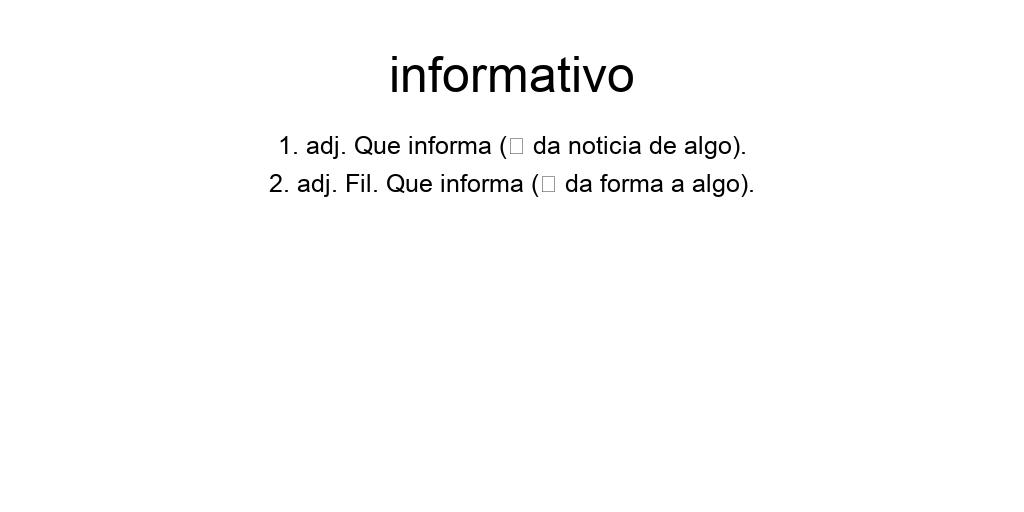 informativo
1. adj. Que informa (□ da noticia de algo).
2. adj. Fil. Que informa (□ da forma a algo).